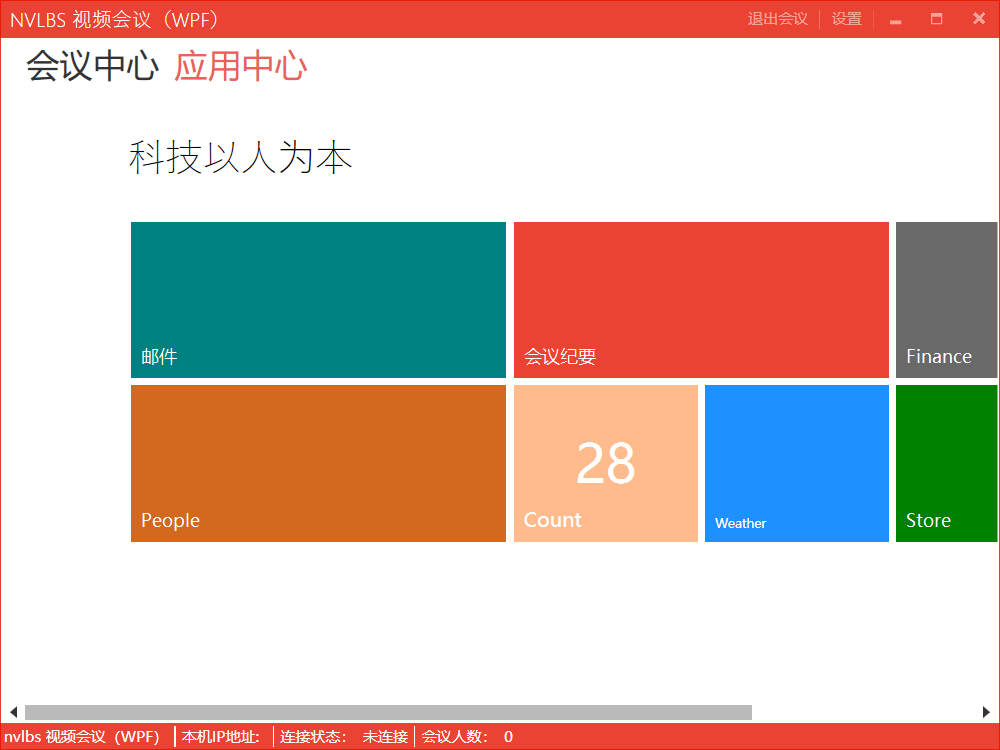 NVLBS 视频会议（WPF） 退出会议 设置
会议中心 应用中心
科技以人为本
邮件
会议纪要
Finance
People
28
Count
Weather
Store
nvlbs 视频会议（WPF） 本机IP地址: 连接状态： 未连接 会议人数： 0